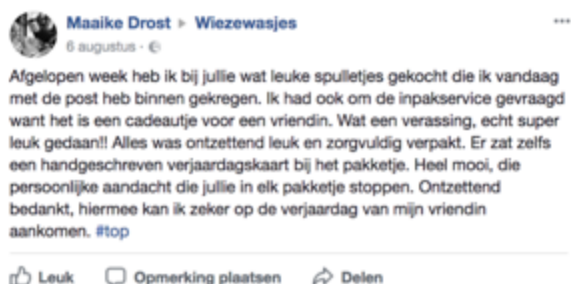 Maaike Drost ▸ Wiezewasjes
6 augustus ·
Afgelopen week heb ik bij jullie wat leuke spulletjes gekocht die ik vandaag
met de post heb binnen gekregen. Ik had ook om de inpakservice gevraagd
want het is een cadeautje voor een vriendin. Wat een verassing, echt super
leuk gedaan!! Alles was ontzettend leuk en zorgvuldig verpakt. Er zat zelfs
een handgeschreven verjaardagskaart bij het pakketje. Heel mooi, die
persoonlijke aandacht die jullie in elk pakketje stoppen. Ontzettend
bedankt, hiermee kan ik zeker op de verjaardag van mijn vriendin
aankomen. #top
Leuk Opmerking plaatsen Delen